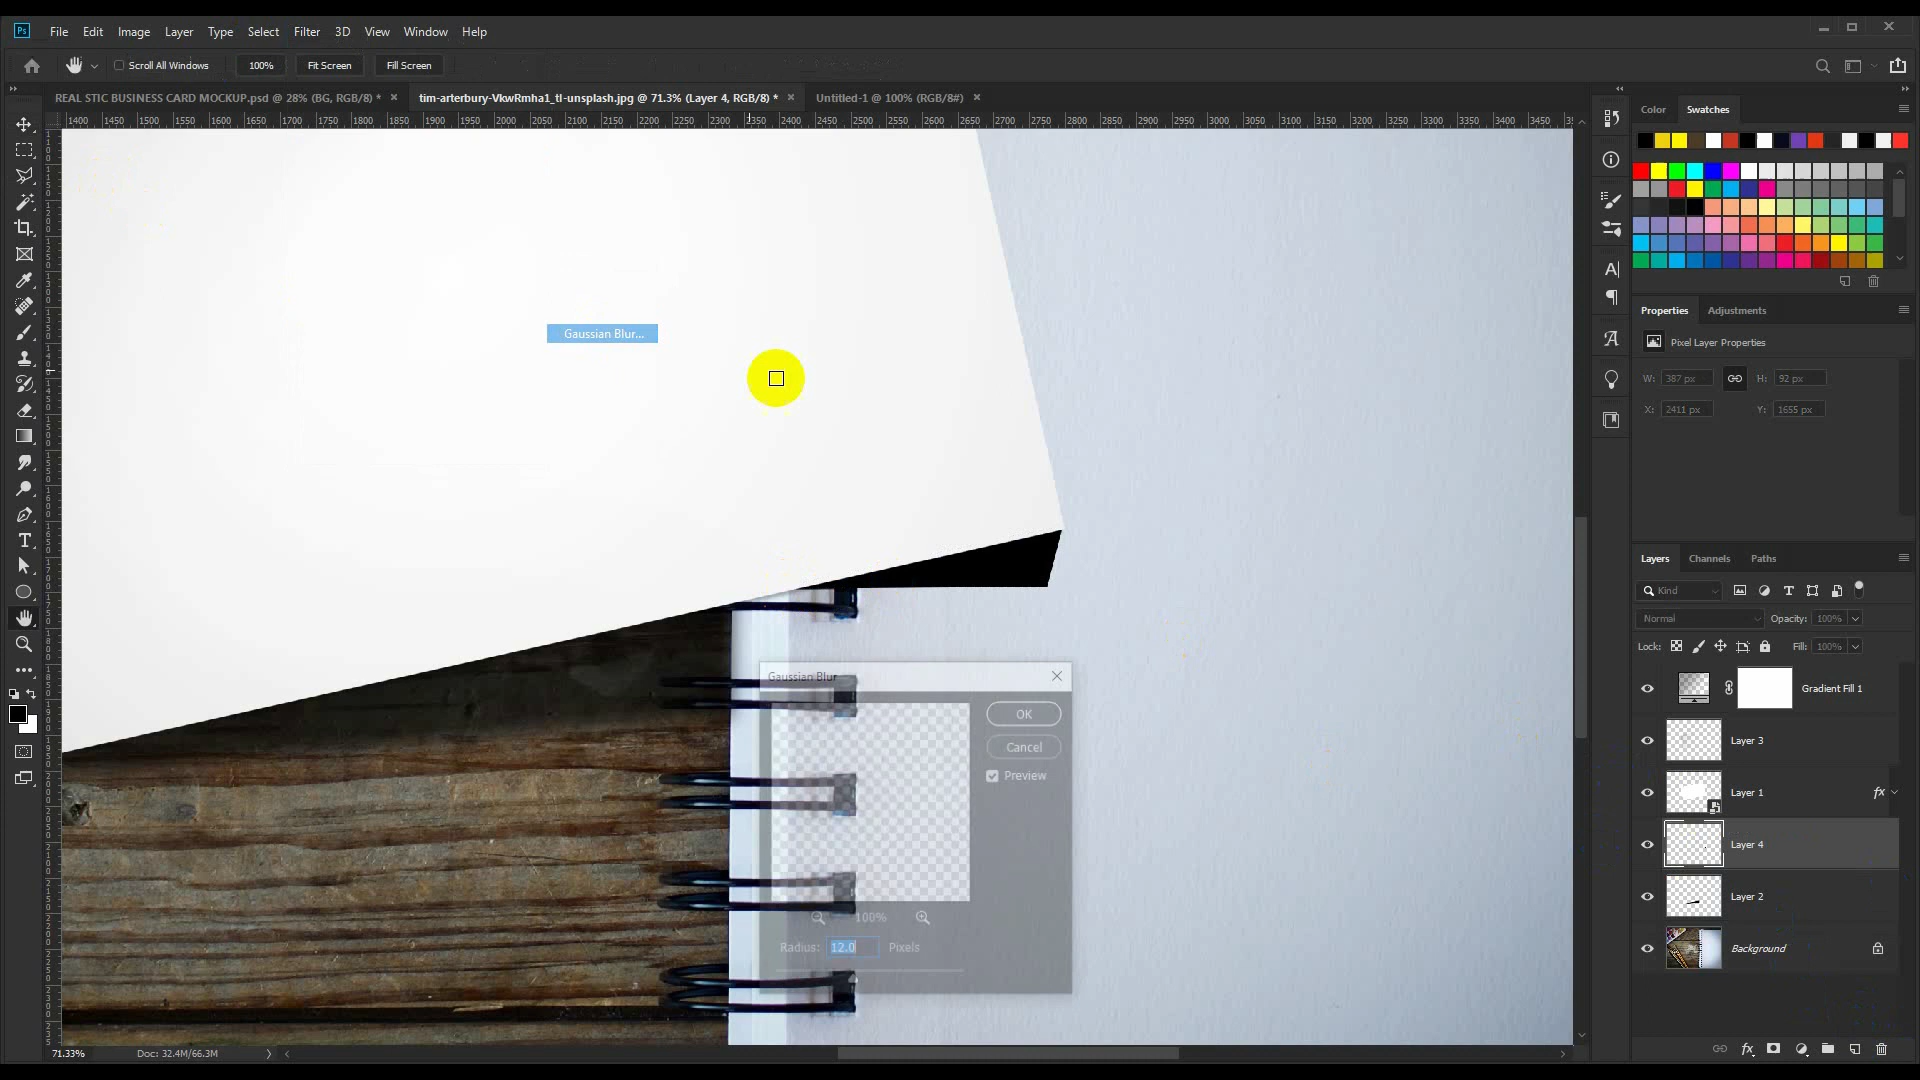 Ps File Edit Image Layer Type Select Filter 3D View Window Help
Scroll All Windows 100% Fit Screen Fill Screen
REAL STIC BUSINESS CARD MOCKUP.psd @ 28% (BG, RGB/8) * × tim-arterbury-VkwRmha1_tI-unsplash.jpg @ 71.3% (Layer 4, RGB/8) * × Untitled-1 @ 100% (RGB/8#) ×
1400 1450 1500 1550 1600 1650 1700 1750 1800 1850 1900 1950 2000 2050 2100 2150 2200 2250 2300 2350 2400 2450 2500 2550 2600 2650 2700 2750 2800 2850 2900 2950 3000 3050 3100 3150 3200 3250 3300 3350 3400 3450
Color Swatches
Properties Adjustments
Pixel Layer Properties
W: 387 px H: 92 px
X: 2411 px Y: 1655 px
Gaussian Blur...
Gaussian Blur
OK
Cancel
Preview
100%
Radius: 12.0 Pixels
Layers Channels Paths
Kind
Normal Opacity: 100%
Lock: Fill: 100%
Gradient Fill 1
Layer 3
Layer 1 fx
Layer 4
Layer 2
Background
fx
71.33% Doc: 32.4M/66.3M